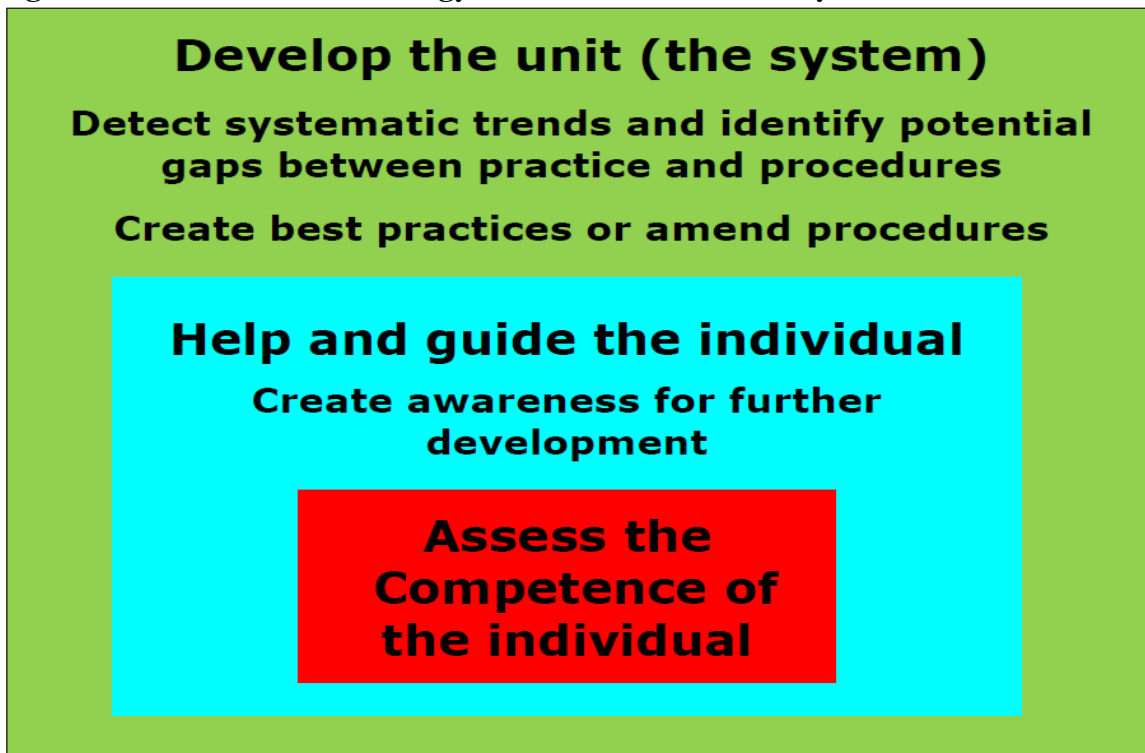 Develop the unit (the system)
Detect systematic trends and identify potential
gaps between practice and procedures
Create best practices or amend procedures
Help and guide the individual
Create awareness for further
development
Assess the
Competence of
the individual